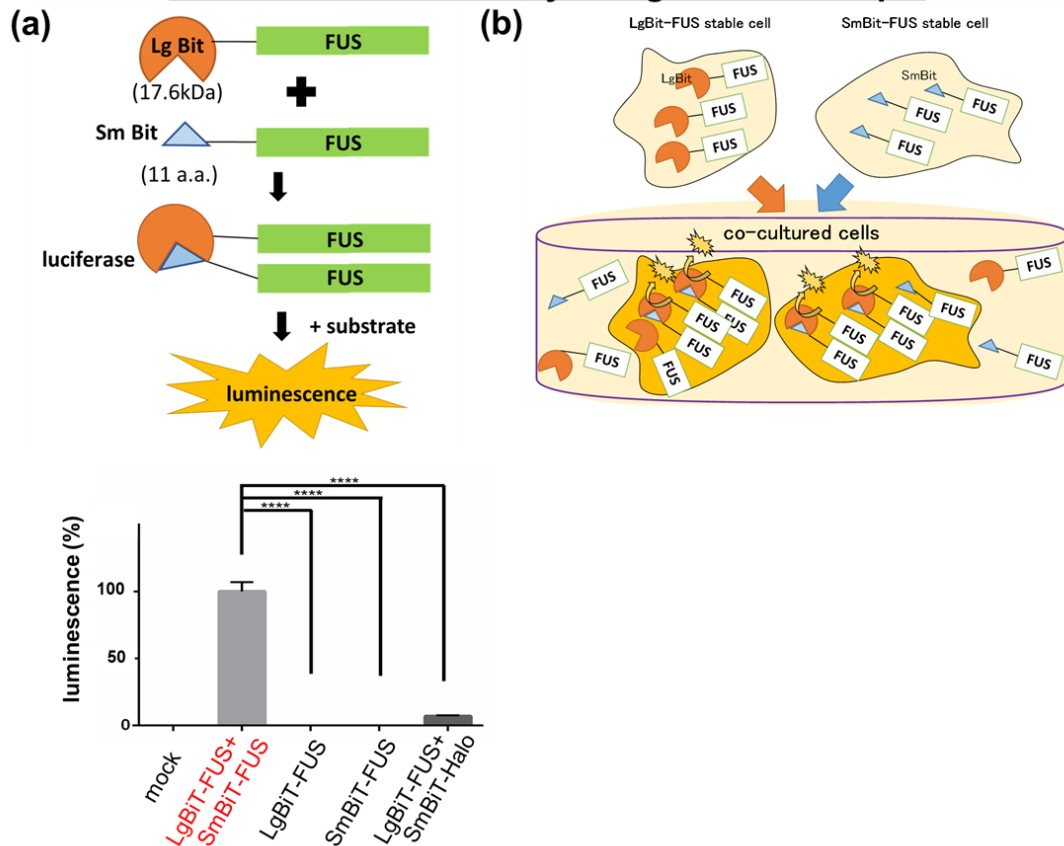 (a)
Lg Bit
FUS
(17.6kDa)
Sm Bit
FUS
(11 a.a.)
luciferase
FUS
FUS
+ substrate
luminescence
(b)
LgBit-FUS stable cell
SmBit-FUS stable cell
LgBit
FUS
FUS
FUS
SmBit
FUS
FUS
FUS
co-cultured cells
FUS
FUS
FUS
FUS
FUS
FUS
FUS
FUS
FUS
FUS
FUS
FUS
FUS
FUS
luminescence (%)
100
50
0
****
****
****
mock
LgBiT-FUS+
SmBiT-FUS
LgBiT-FUS
SmBiT-FUS
LgBiT-FUS+
SmBiT-Halo